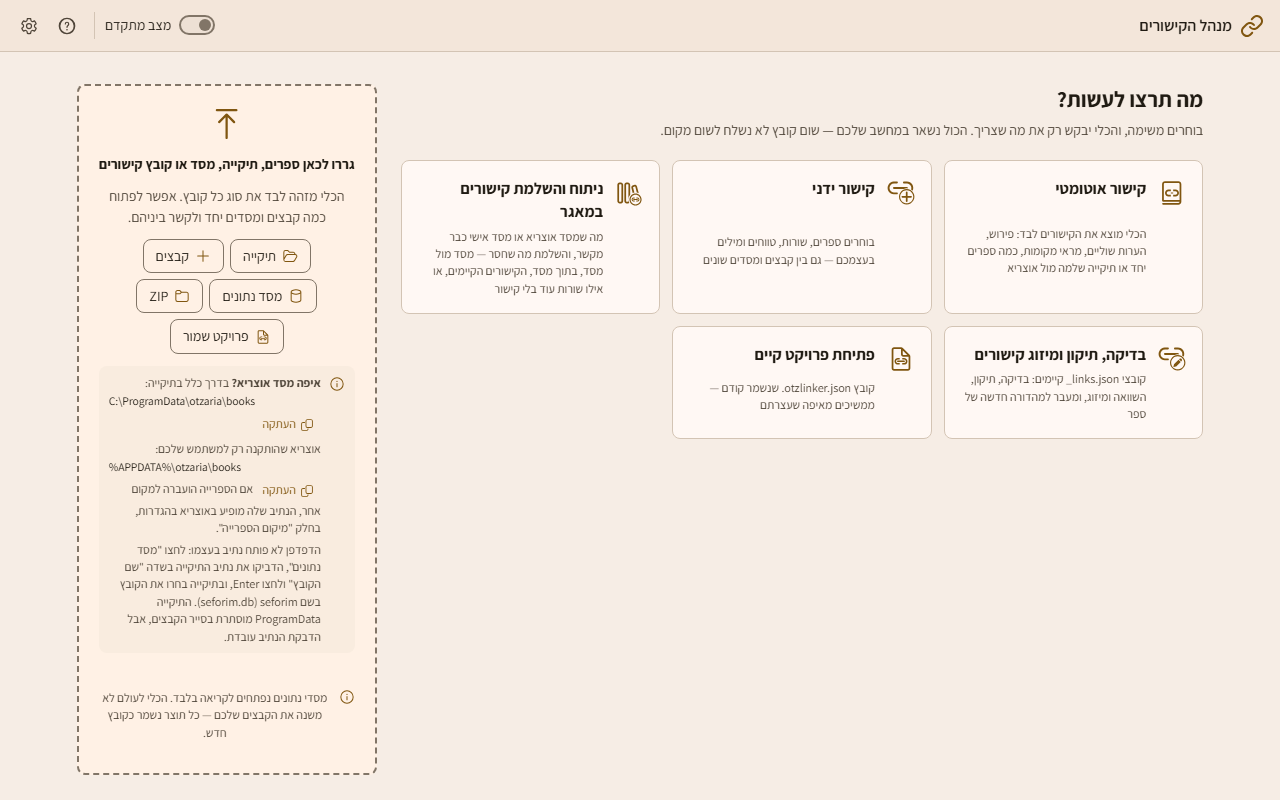 מנהל הקישורים
מצב מתקדם
מה תרצו לעשות?
בוחרים משימה, והכלי יבקש רק את מה שצריך. הכול נשאר במחשב שלכם — שום קובץ לא נשלח לשום מקום.
קישור אוטומטי
הכלי מוצא את הקישורים לבד: פירוש,
הערות שוליים, מראי מקומות, כמה ספרים
יחד או תיקייה שלמה מול אוצריא
קישור ידני
בוחרים ספרים, שורות, טווחים ומילים
בעצמכם — גם בין קבצים ומסדים שונים
ניתוח והשלמת קישורים
במאגר
מה שמסד אוצריא או מסד אישי כבר
מקשר, והשלמת מה שחסר — מסד מול
מסד, בתוך מסד, הקישורים הקיימים, או
אילו שורות עוד בלי קישור
בדיקה, תיקון ומיזוג קישורים
קובצי links.json_ קיימים: בדיקה, תיקון,
השוואה ומיזוג, ומעבר למהדורה חדשה של
ספר
פתיחת פרויקט קיים
קובץ otzlinker.json. שנשמר קודם —
ממשיכים מאיפה שעצרתם
גררו לכאן ספרים, תיקייה, מסד או קובץ קישורים
הכלי מזהה לבד את סוג כל קובץ. אפשר לפתוח
כמה קבצים ומסדים יחד ולקשר ביניהם.
תיקייה
קבצים
מסד נתונים
ZIP
פרויקט שמור
איפה מסד אוצריא? בדרך כלל בתיקייה:
C:\ProgramData\otzaria\books
העתקה
אוצריא שהותקנה רק למשתמש שלכם:
%APPDATA%\otzaria\books
העתקה אם הספרייה הועברה למקום
אחר, הנתיב שלה מופיע באוצריא בהגדרות,
בחלק "מיקום הספרייה".
הדפדפן לא פותח נתיב בעצמו: לחצו "מסד
נתונים", הדביקו את נתיב התיקייה בשדה "שם
הקובץ" ולחצו Enter, ובתיקייה בחרו את הקובץ
בשם seforim (seforim.db). התיקייה
ProgramData מוסתרת בסייר הקבצים, אבל
הדבקת הנתיב עובדת.
מסדי נתונים נפתחים לקריאה בלבד. הכלי לעולם לא
משנה את הקבצים שלכם — כל תוצר נשמר כקובץ
חדש.